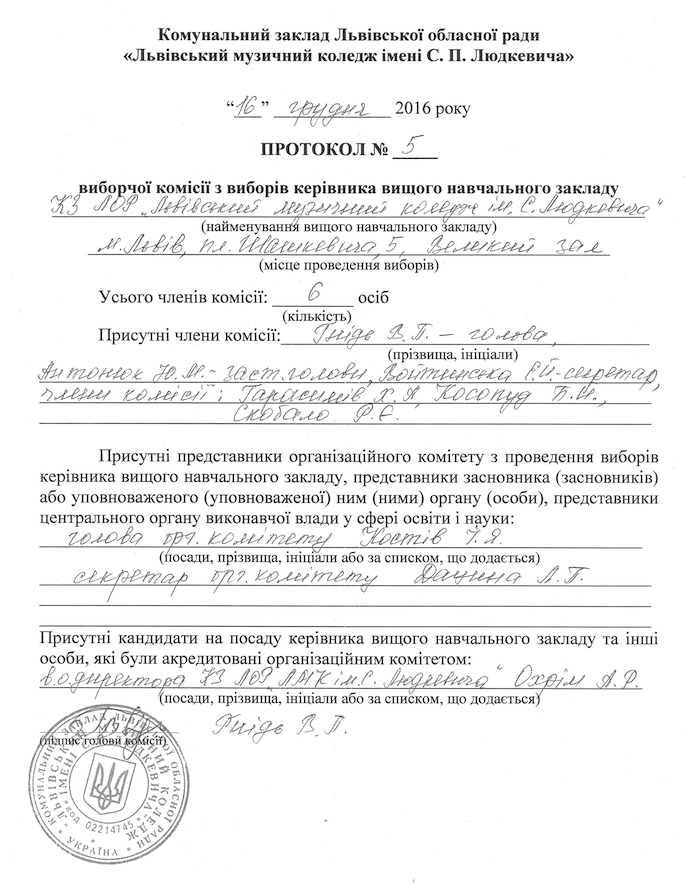 Комунальний заклад Львівської обласної ради
«Львівський музичний коледж імені С. П. Людкевича»
“16” грудня 2016 року
ПРОТОКОЛ № 5
виборчої комісії з виборів керівника вищого навчального закладу
КЗ ЛОР „Львівський музичний коледж ім. С. Людкевича“
(найменування вищого навчального закладу)
м. Львів, пл. Шашкевича, 5, Великий зал
(місце проведення виборів)
Усього членів комісії: 6 осіб
(кількість)
Присутні члени комісії: Гнідь В.П. – голова,
(прізвища, ініціали)
Антонюк Ю.М.- заст. голови, Войтинська Є.Й.-секретар,
члени комісії: Тарасимів Х.А, Косопуд Б.И.,
Скобало Р.Є.
Присутні представники організаційного комітету з проведення виборів
керівника вищого навчального закладу, представники засновника (засновників)
або уповноваженого (уповноваженої) ним (ними) органу (особи), представники
центрального органу виконавчої влади у сфері освіти і науки:
голова орг. комітету Костів І.Я.
(посади, прізвища, ініціали або за списком, що додається)
секретар орг. комітету Дацина Л.П.
Присутні кандидати на посаду керівника вищого навчального закладу та інші
особи, які були акредитовані організаційним комітетом:
в.о. директора КЗ ЛОР „ЛМК ім. С. Людкевича“ Охрім А.Р.
(посади, прізвища, ініціали або за списком, що додається)
Гнідь В.П.
(підпис голови комісії)
КОМУНАЛЬНИЙ ЗАКЛАД ЛЬВІВСЬКОЇ ОБЛАСНОЇ РАДИ
* УКРАЇНА *
ЛЬВІВСЬКИЙ МУЗИЧНИЙ КОЛЕДЖ
ІМЕНІ С. П. ЛЮДКЕВИЧА
* код 02214745 *